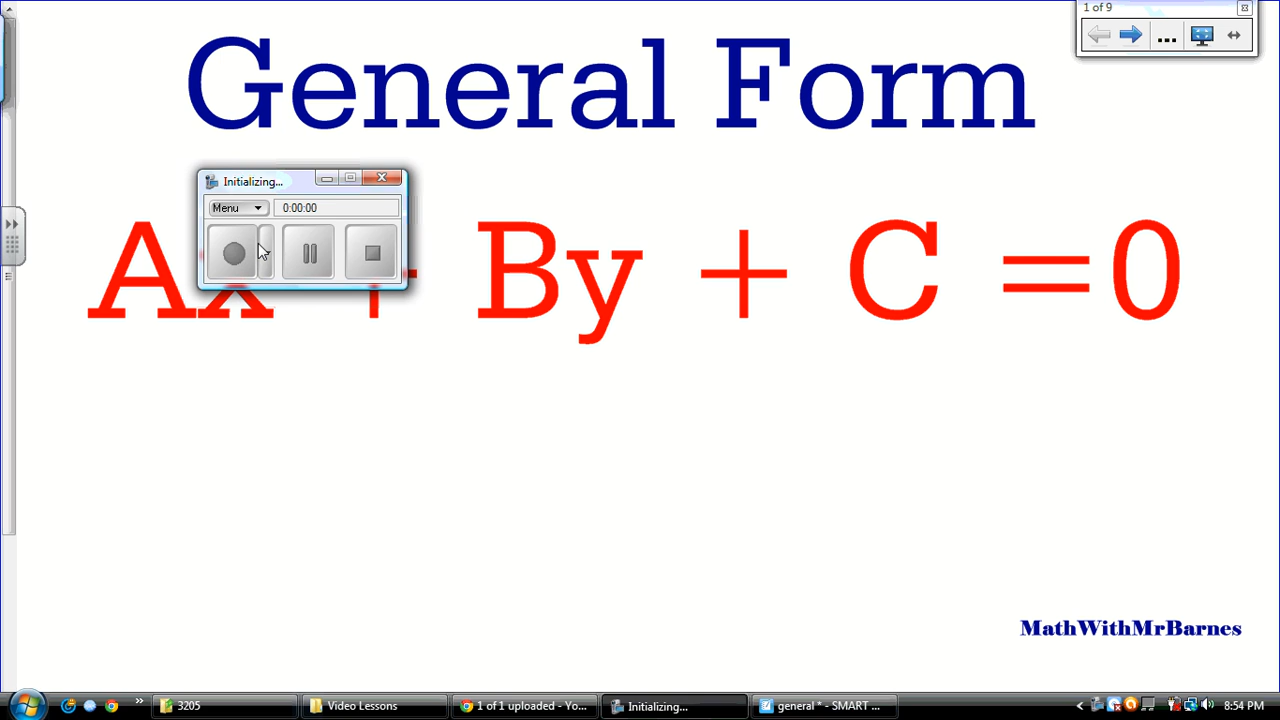 1 of 9
General Form
Initializing...
Menu 0:00:00
Ax + By + C =0
MathWithMrBarnes
3205 Video Lessons 1 of 1 uploaded - Yo... Initializing... general * - SMART ... 8:54 PM